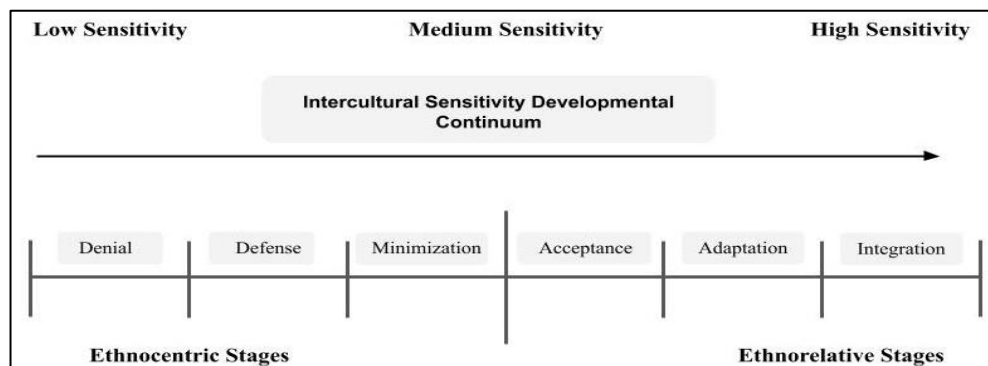 Low Sensitivity Medium Sensitivity High Sensitivity
Intercultural Sensitivity Developmental
Continuum
Denial Defense Minimization Acceptance Adaptation Integration
Ethnocentric Stages Ethnorelative Stages